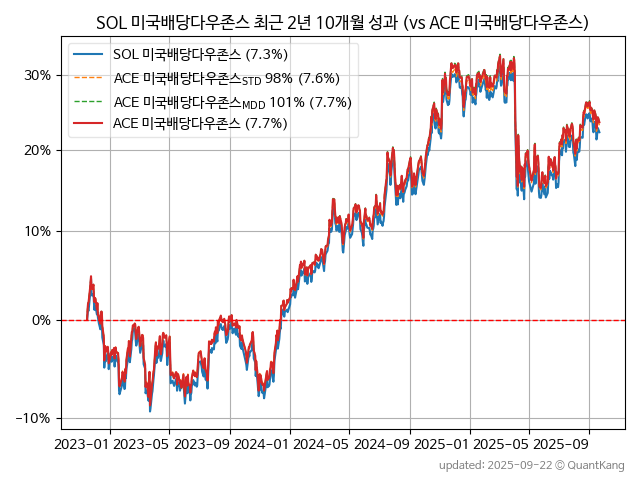 SOL 미국배당다우존스 최근 2년 10개월 성과 (vs ACE 미국배당다우존스)
SOL 미국배당다우존스 (7.3%)
ACE 미국배당다우존스STD 98% (7.6%)
ACE 미국배당다우존스MDD 101% (7.7%)
ACE 미국배당다우존스 (7.7%)
30%
20%
10%
0%
−10%
2023-01 2023-05 2023-09 2024-01 2024-05 2024-09 2025-01 2025-05 2025-09
updated: 2025-09-22 © QuantKang